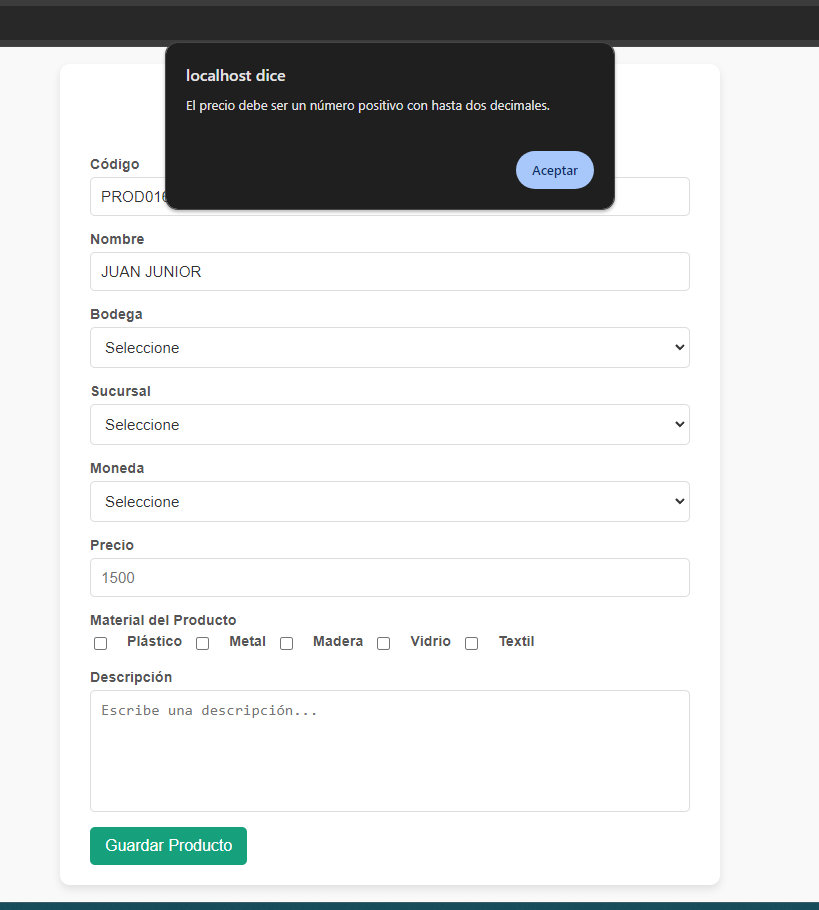 localhost dice
El precio debe ser un número positivo con hasta dos decimales.
Aceptar
Código
PROD016
Nombre
JUAN JUNIOR
Bodega
Seleccione
Sucursal
Seleccione
Moneda
Seleccione
Precio
1500
Material del Producto
Plástico Metal Madera Vidrio Textil
Descripción
Escribe una descripción...
Guardar Producto